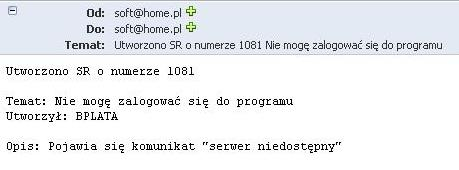 Od: soft@home.pl
Do: soft@home.pl
Temat: Utworzono SR o numerze 1081 Nie mogę zalogować się do programu
Utworzono SR o numerze 1081
Temat: Nie mogę zalogować się do programu
Utworzył: BPLATA
Opis: Pojawia się komunikat "serwer niedostępny"